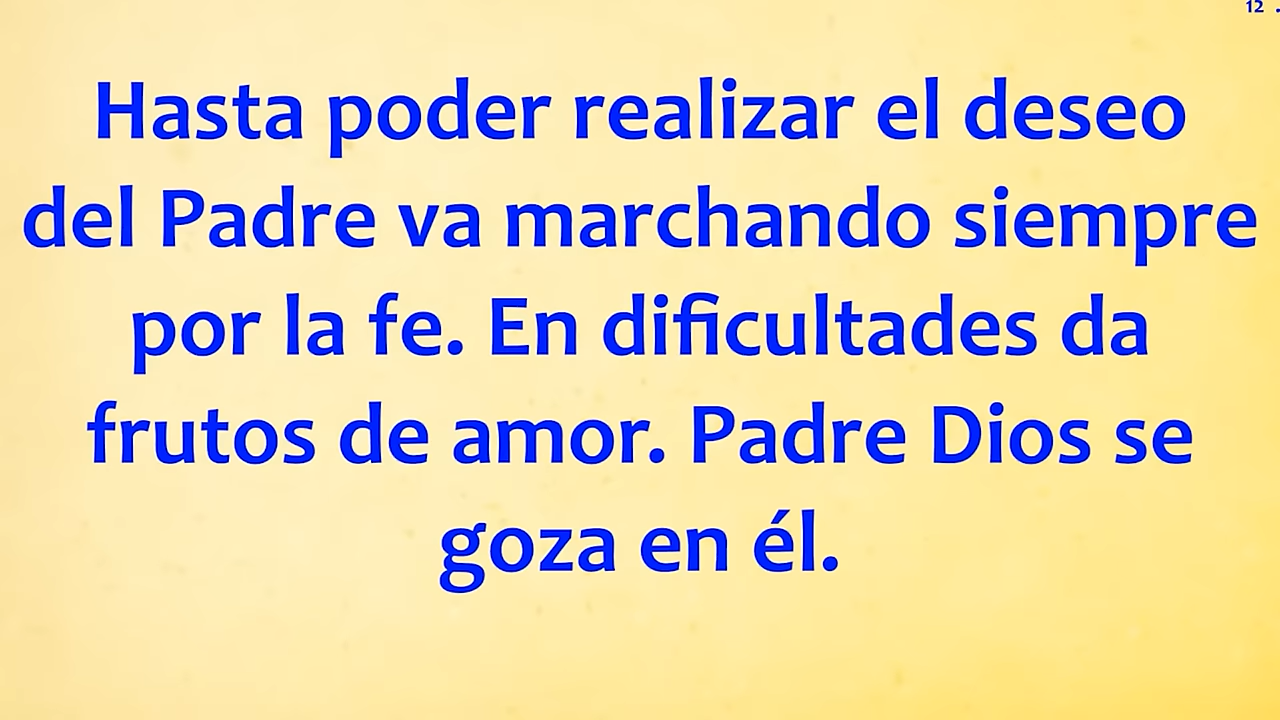 12 .
Hasta poder realizar el deseo
del Padre va marchando siempre
por la fe. En dificultades da
frutos de amor. Padre Dios se
goza en él.